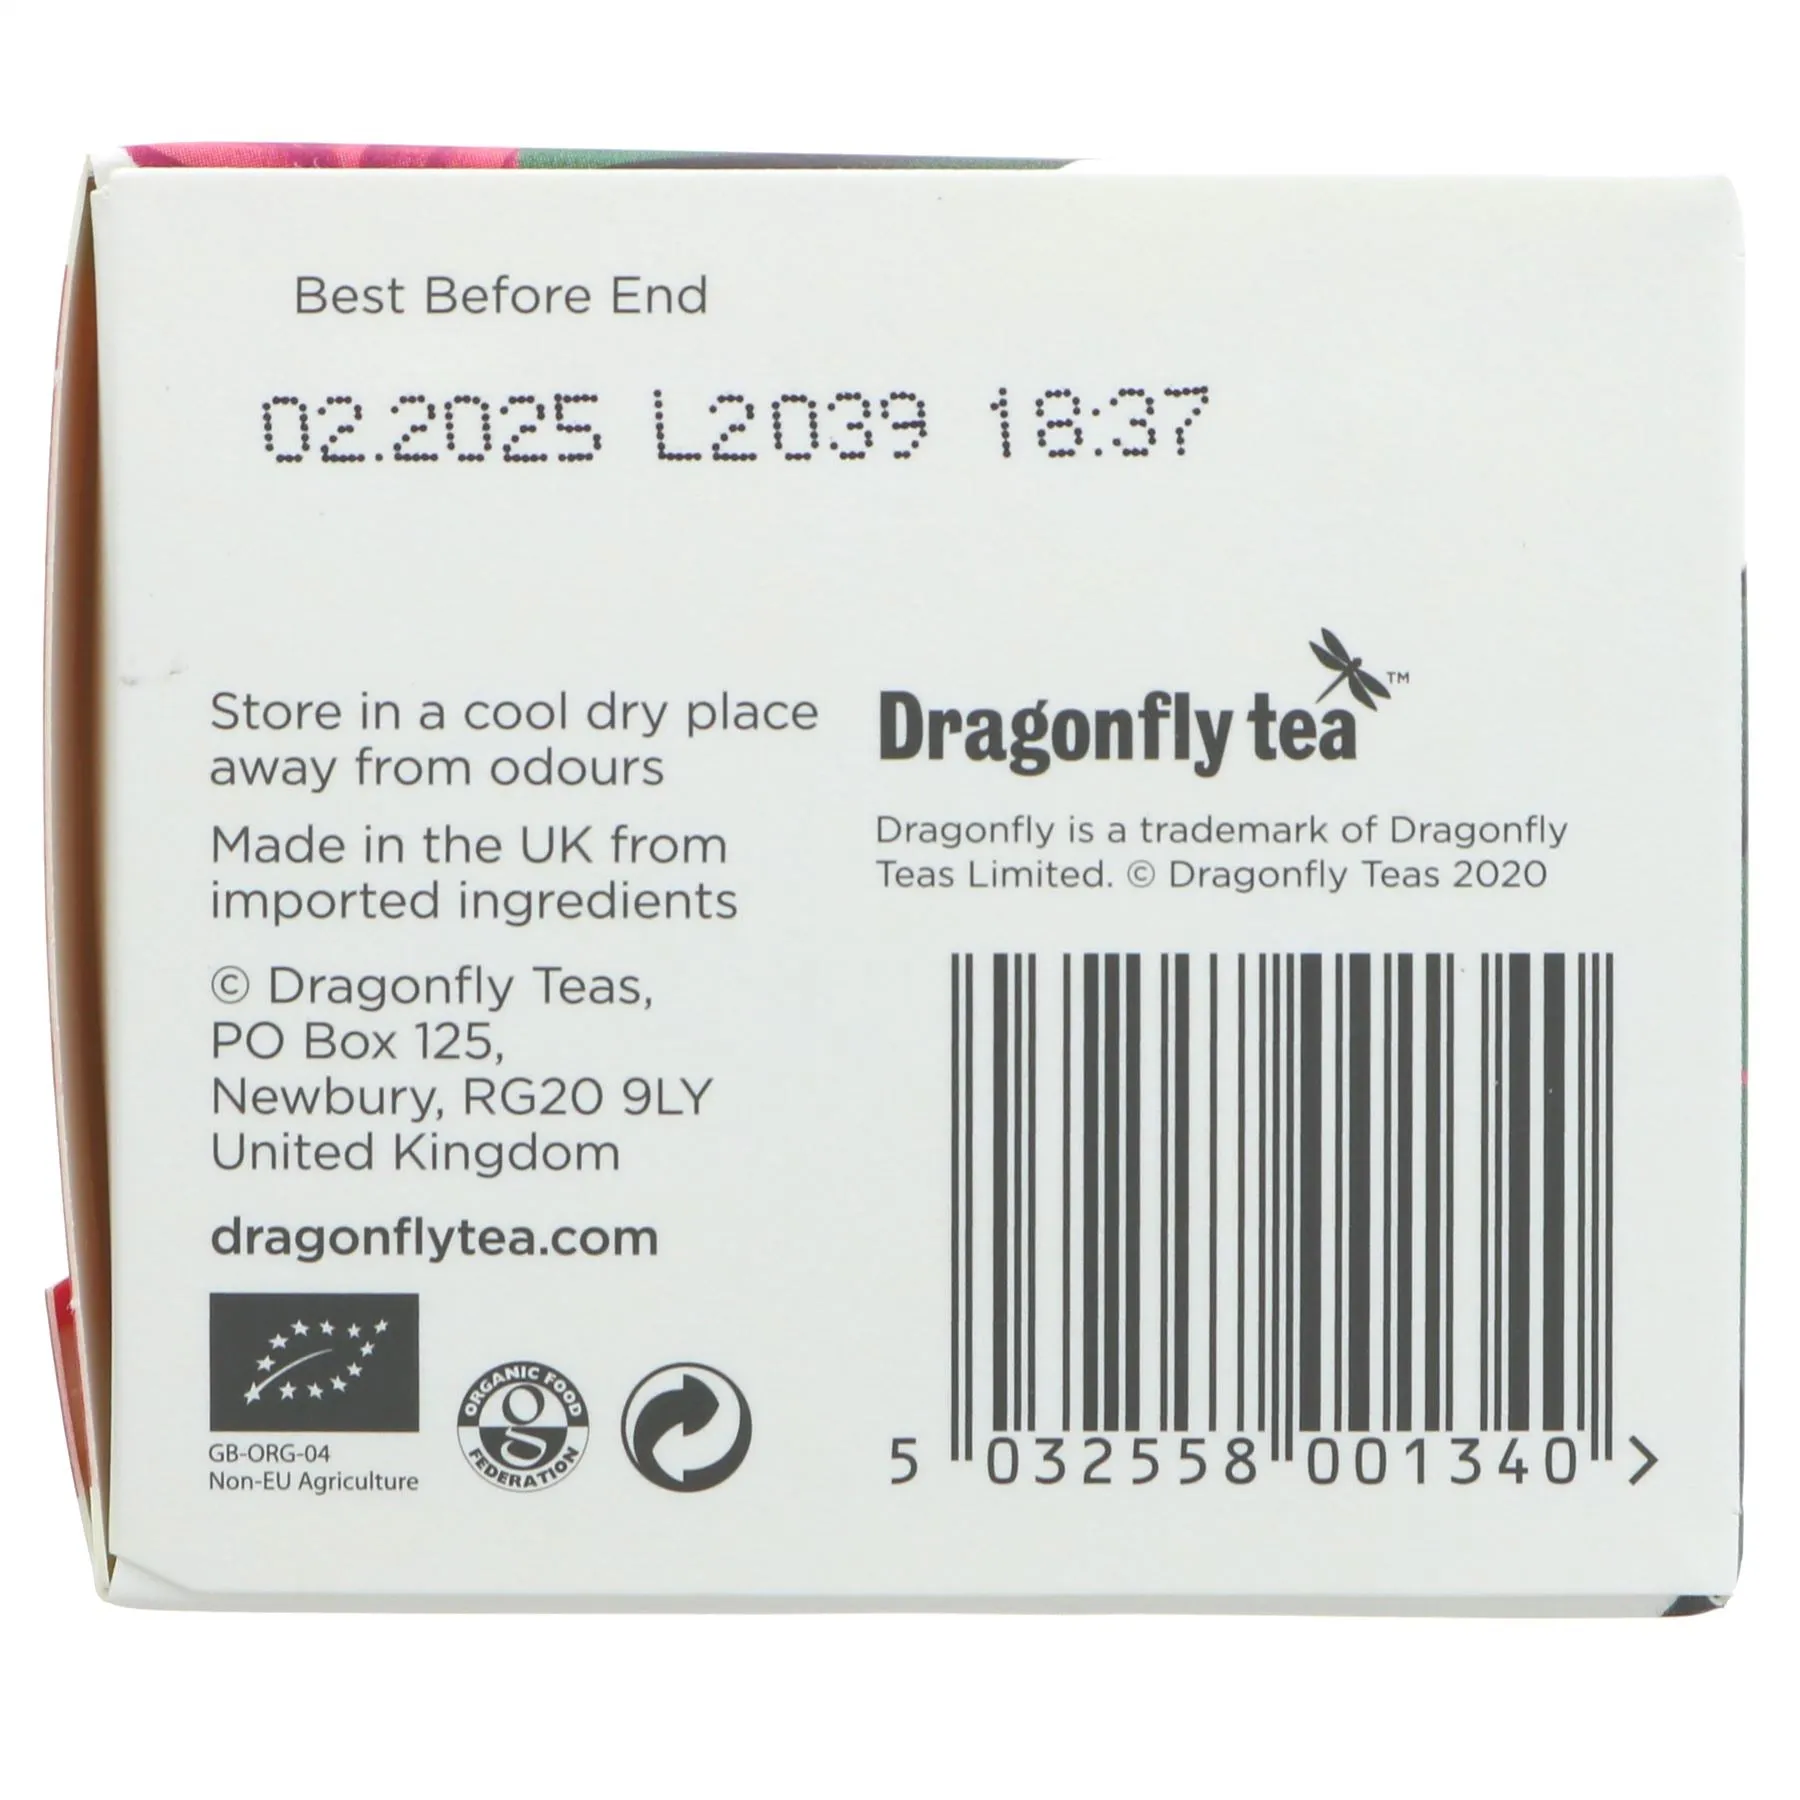 Best Before End
02.2025 L2039 18:37
Store in a cool dry place
away from odours
Made in the UK from
imported ingredients
© Dragonfly Teas,
PO Box 125,
Newbury, RG20 9LY
United Kingdom
dragonflytea.com
GB-ORG-04
Non-EU Agriculture
ORGANIC FOOD
FEDERATION
Dragonfly tea™
Dragonfly is a trademark of Dragonfly
Teas Limited. © Dragonfly Teas 2020
5 032558 001340 >